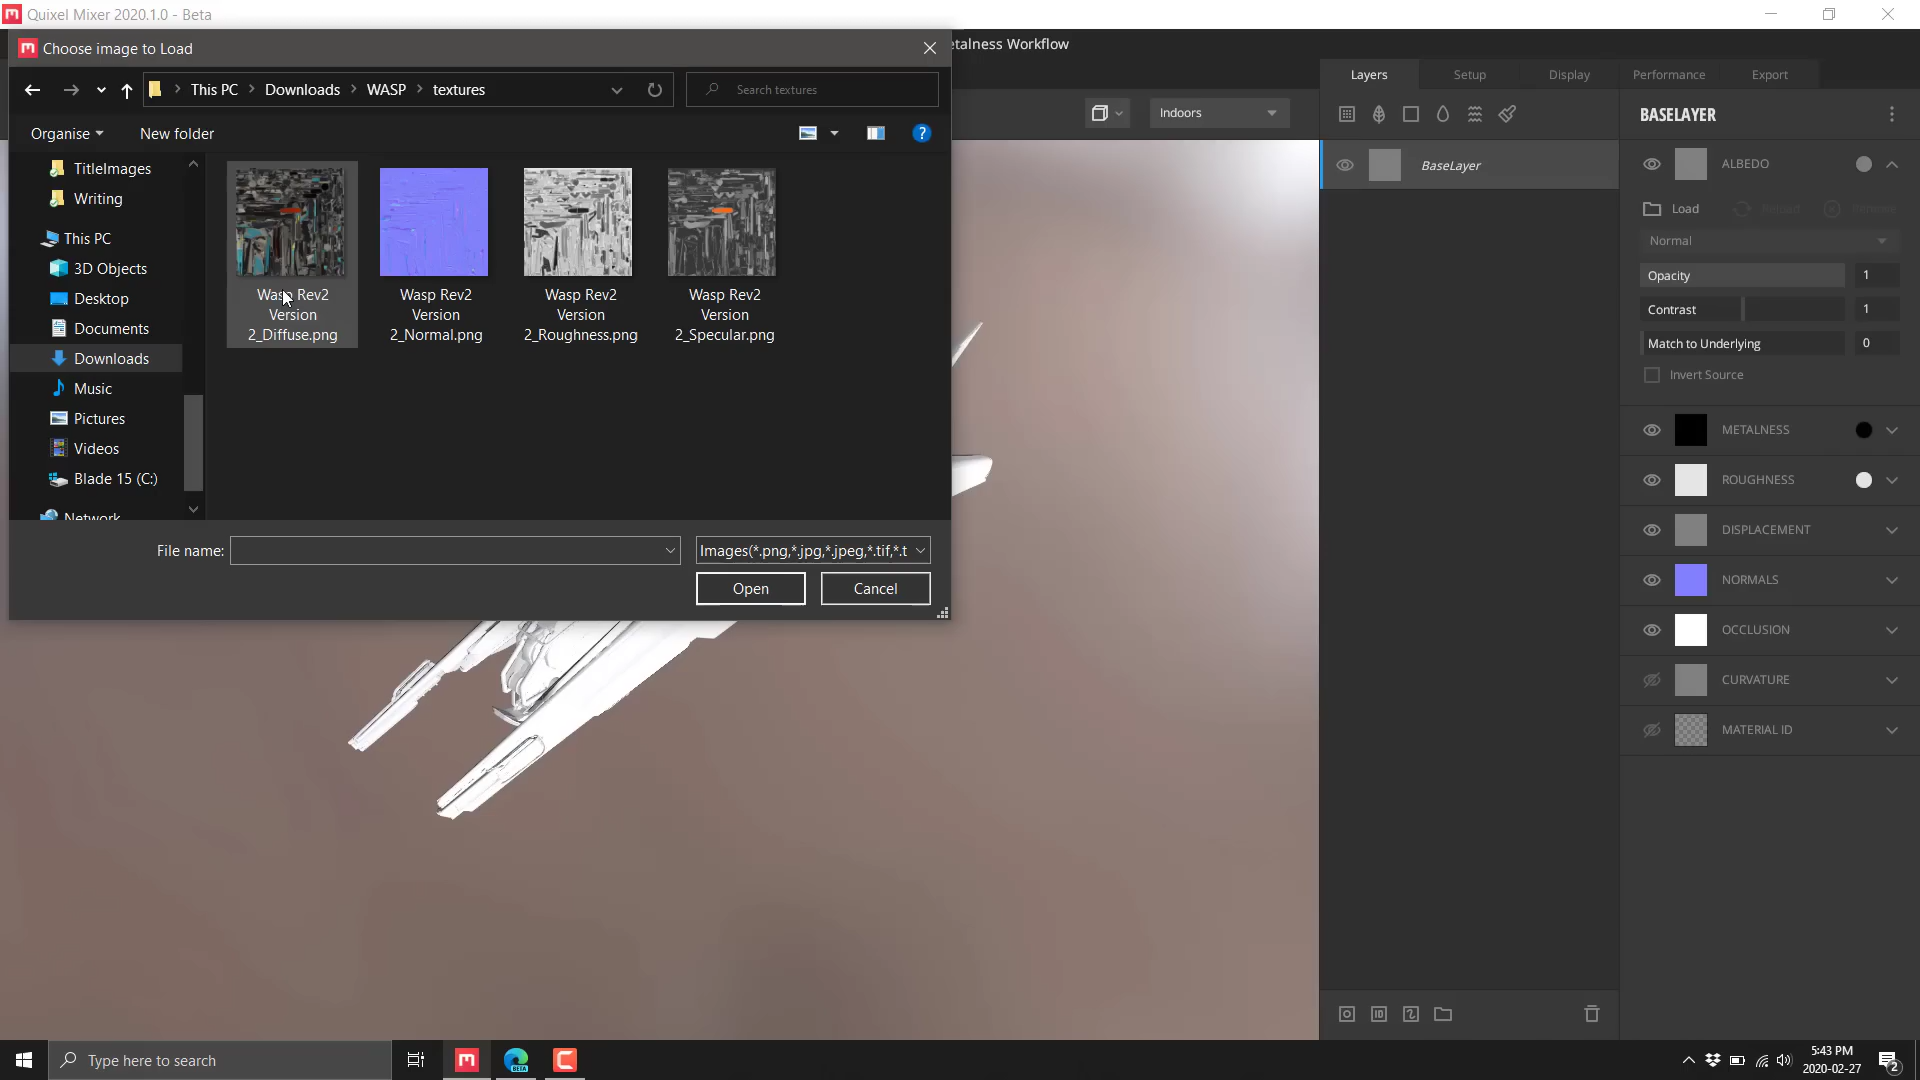 Quixel Mixer 2020.1.0 - Beta
Choose image to Load
etalness Workflow
This PC
Downloads
WASP
textures
Search textures
Organise
New folder
TitleImages
Writing
This PC
3D Objects
Desktop
Documents
Downloads
Music
Pictures
Videos
Blade 15 (C:)
Network
Wasp Rev2
Version
2_Diffuse.png
Wasp Rev2
Version
2_Normal.png
Wasp Rev2
Version
2_Roughness.png
Wasp Rev2
Version
2_Specular.png
File name:
Images(*.png,*.jpg,*.jpeg,*.tif,*.t
Open
Cancel
Indoors
Layers
Setup
Display
Performance
Export
BaseLayer
BASELAYER
ALBEDO
Load
Normal
Opacity
1
Contrast
1
Match to Underlying
0
Invert Source
METALNESS
ROUGHNESS
DISPLACEMENT
NORMALS
OCCLUSION
CURVATURE
MATERIAL ID
Type here to search
BETA
5:43 PM
2020-02-27
2